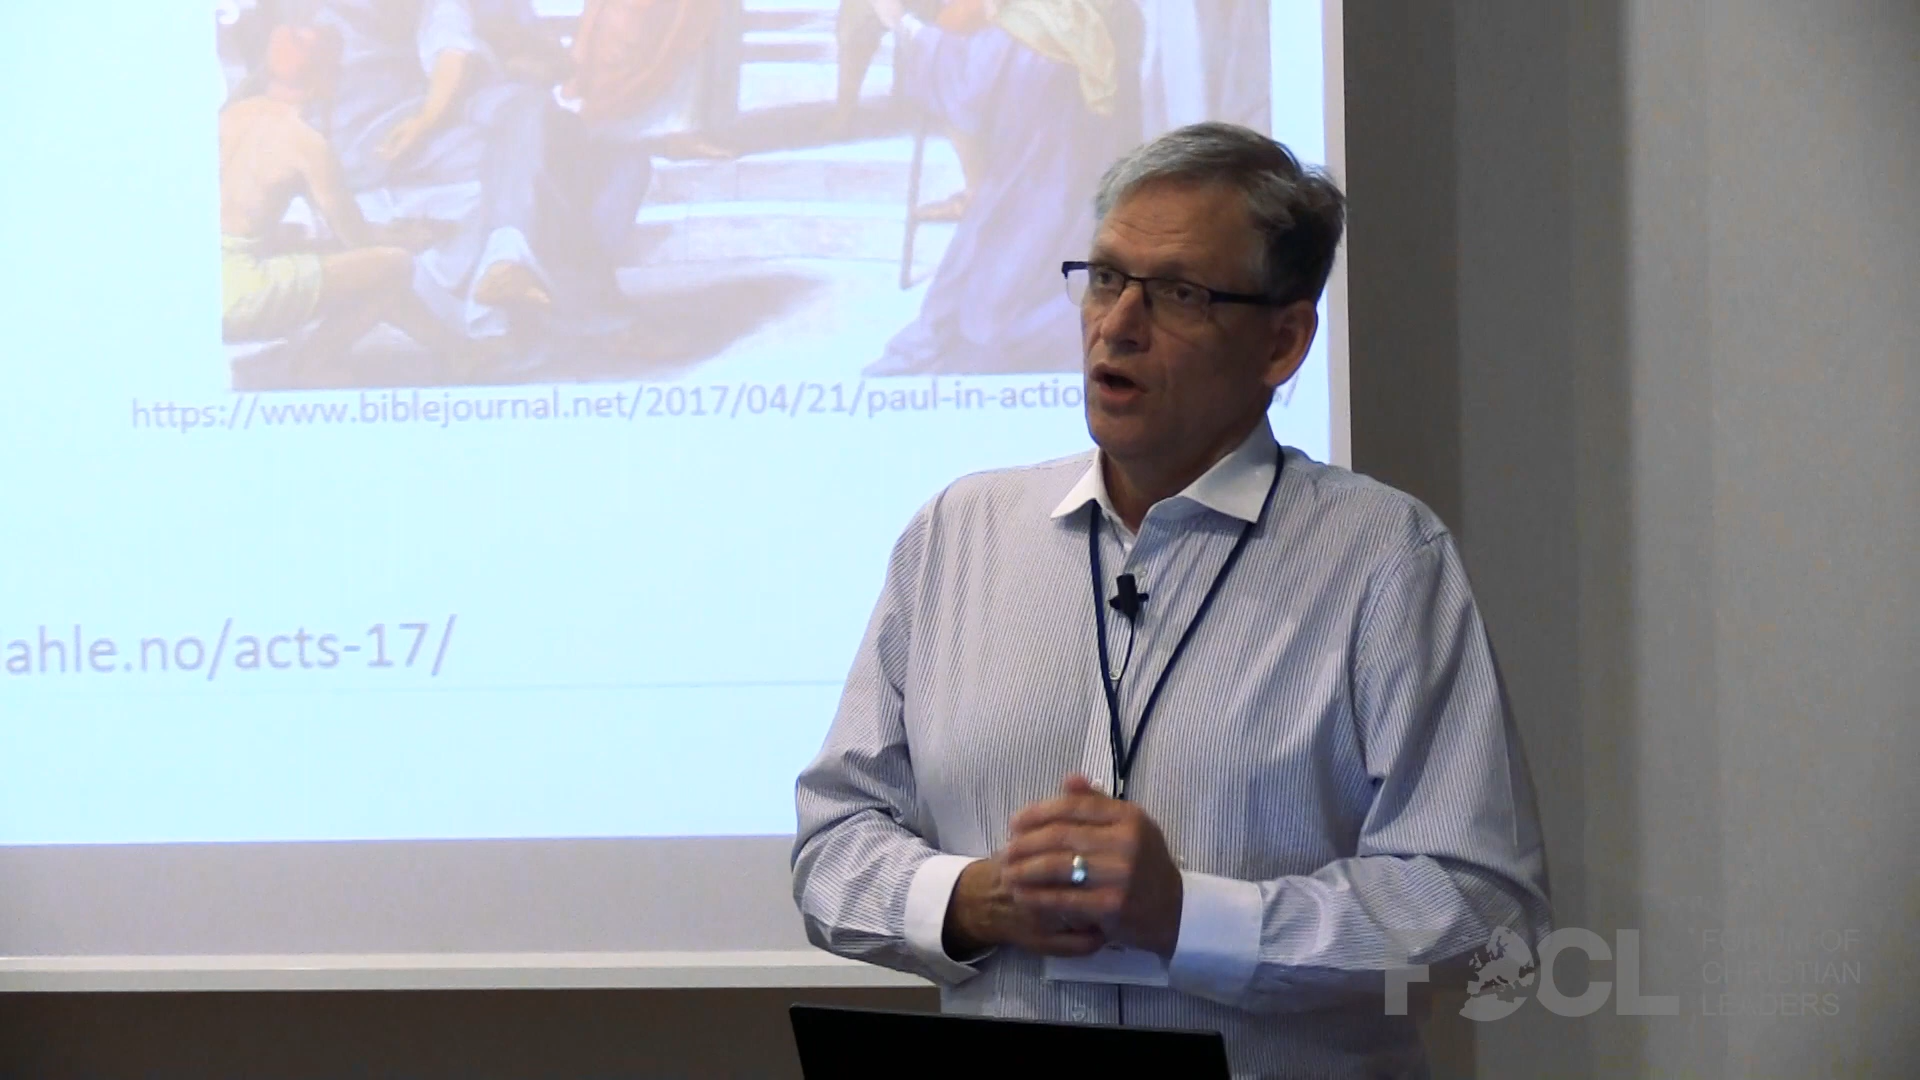 https://www.biblejournal.net/2017/04/21/paul-in-actio
ahle.no/acts-17/
FOCL FORUM OF
CHRISTIAN
LEADERS